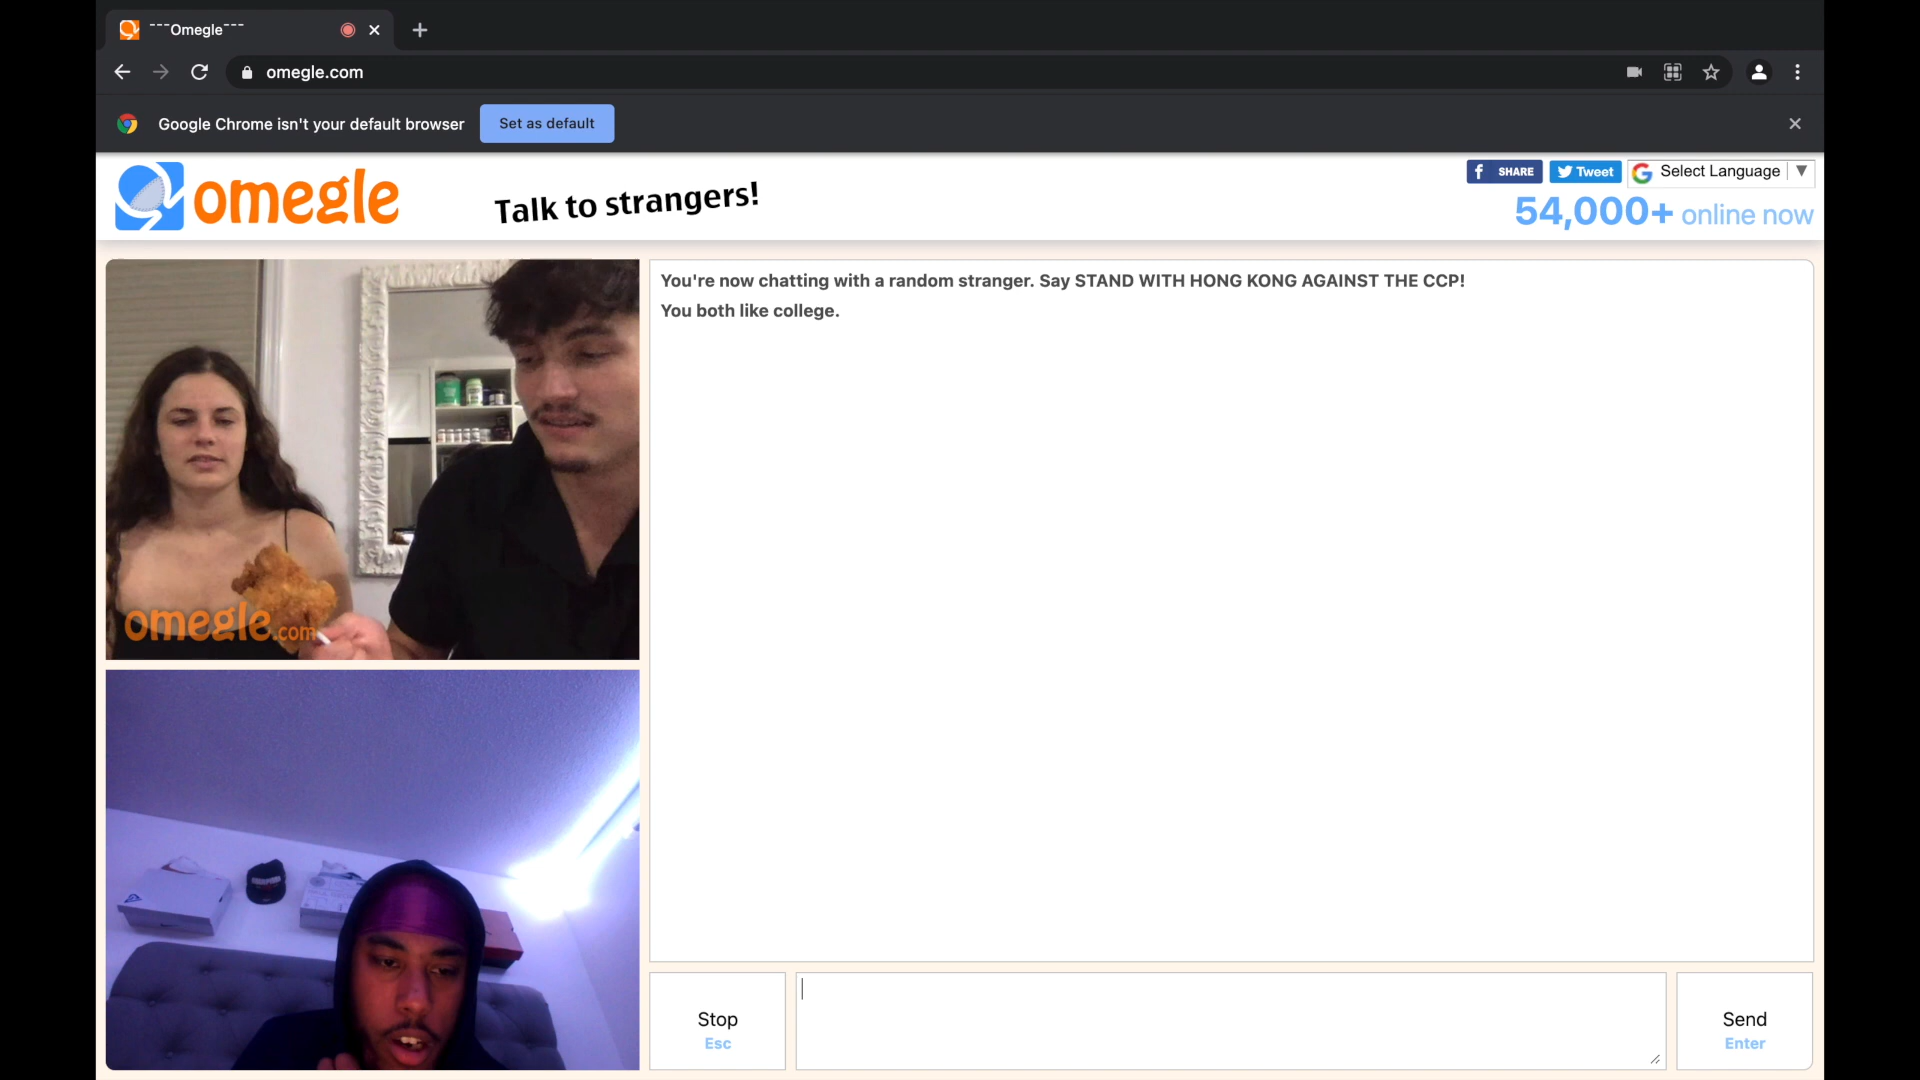 ---Omegle---
omegle.com
Google Chrome isn't your default browser
Set as default
omegle
Talk to strangers!
SHARE
Tweet
Select Language
54,000+ online now
You're now chatting with a random stranger. Say STAND WITH HONG KONG AGAINST THE CCP!
You both like college.
omegle.com
Stop
Esc
Send
Enter